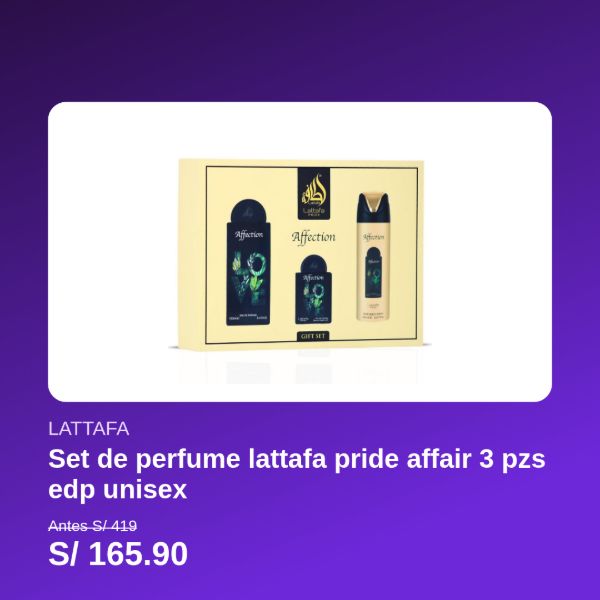 لطافة
Lattafa
PRIDE
Affection
Affection
Affection
Affection
GIFT SET
LATTAFA
Set de perfume lattafa pride affair 3 pzs
edp unisex
Antes S/ 419
S/ 165.90